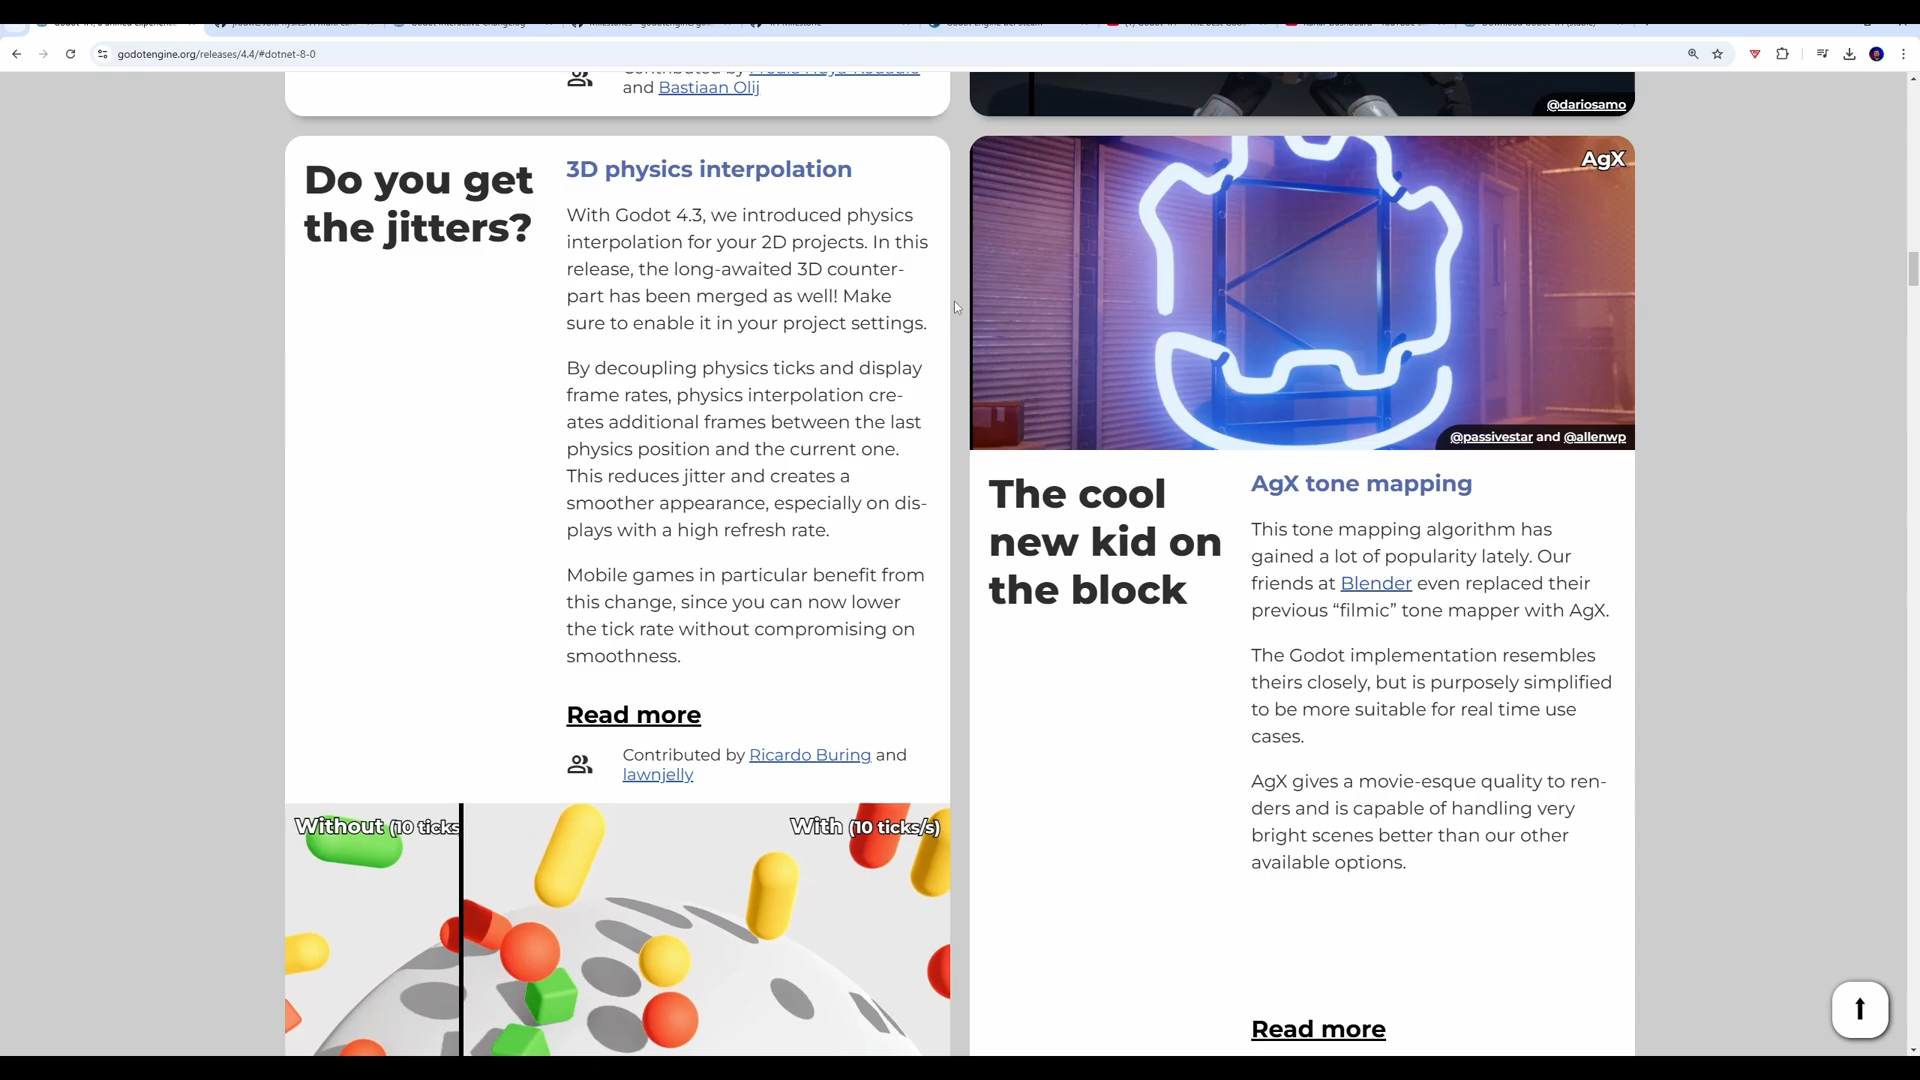 godotengine.org/releases/4.4/#dotnet-8-0
and Bastiaan Olij
@dariosamo
Do you get
the jitters?
3D physics interpolation
With Godot 4.3, we introduced physics
interpolation for your 2D projects. In this
release, the long-awaited 3D counter-
part has been merged as well! Make
sure to enable it in your project settings.
By decoupling physics ticks and display
frame rates, physics interpolation cre-
ates additional frames between the last
physics position and the current one.
This reduces jitter and creates a
smoother appearance, especially on dis-
plays with a high refresh rate.
Mobile games in particular benefit from
this change, since you can now lower
the tick rate without compromising on
smoothness.
Read more
Contributed by Ricardo Buring and
lawnjelly
Without (10 ticks
With (10 ticks/s)
AgX
@passivestar and @allenwp
The cool
new kid on
the block
AgX tone mapping
This tone mapping algorithm has
gained a lot of popularity lately. Our
friends at Blender even replaced their
previous “filmic” tone mapper with AgX.
The Godot implementation resembles
theirs closely, but is purposely simplified
to be more suitable for real time use
cases.
AgX gives a movie-esque quality to ren-
ders and is capable of handling very
bright scenes better than our other
available options.
Read more